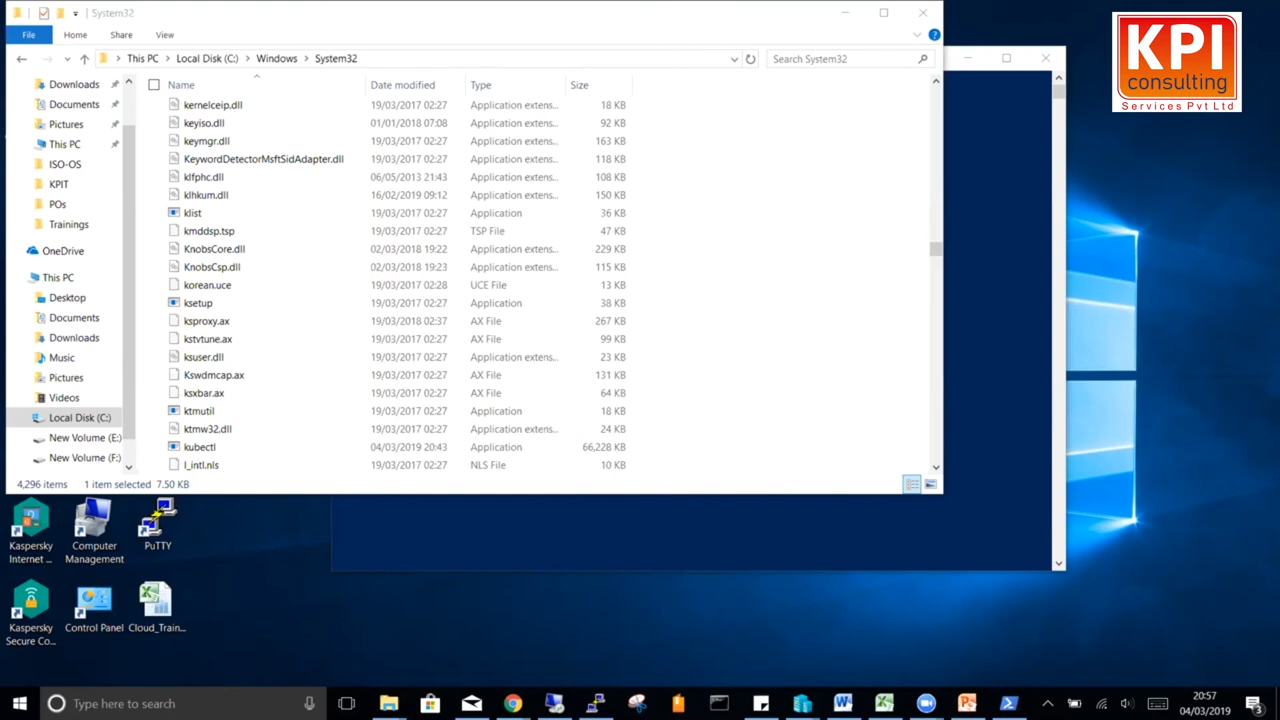 System32
File Home Share View
This PC Local Disk (C:) Windows System32
Search System32
Name Date modified Type Size
kernelceip.dll 19/03/2017 02:27 Application extens... 18 KB
keyiso.dll 01/01/2018 07:08 Application extens... 92 KB
keymgr.dll 19/03/2017 02:27 Application extens... 163 KB
KeywordDetectorMsftSidAdapter.dll 19/03/2017 02:27 Application extens... 118 KB
klfphc.dll 06/05/2013 21:43 Application extens... 108 KB
klhkum.dll 16/02/2019 09:12 Application extens... 150 KB
klist 19/03/2017 02:27 Application 36 KB
kmddsp.tsp 19/03/2017 02:27 TSP File 47 KB
KnobsCore.dll 02/03/2018 19:22 Application extens... 229 KB
KnobsCsp.dll 02/03/2018 19:23 Application extens... 115 KB
korean.uce 19/03/2017 02:28 UCE File 13 KB
ksetup 19/03/2017 02:27 Application 38 KB
ksproxy.ax 19/03/2018 02:37 AX File 267 KB
kstvtune.ax 19/03/2017 02:27 AX File 99 KB
ksuser.dll 19/03/2017 02:27 Application extens... 23 KB
Kswdmcap.ax 19/03/2017 02:27 AX File 131 KB
ksxbar.ax 19/03/2017 02:27 AX File 64 KB
ktmutil 19/03/2017 02:27 Application 18 KB
ktmw32.dll 19/03/2017 02:27 Application extens... 24 KB
kubectl 04/03/2019 20:43 Application 66,228 KB
l_intl.nls 19/03/2017 02:27 NLS File 10 KB
Downloads
Documents
Pictures
This PC
ISO-OS
KPIT
POs
Trainings
OneDrive
This PC
Desktop
Documents
Downloads
Music
Pictures
Videos
Local Disk (C:)
New Volume (E:)
New Volume (F:)
4,296 items 1 item selected 7.50 KB
KPI
consulting
Services Pvt Ltd
Kaspersky
Internet ...
Computer
Management
PuTTY
Kaspersky
Secure Co...
Control Panel
Cloud_Train...
Type here to search
20:57
04/03/2019
3